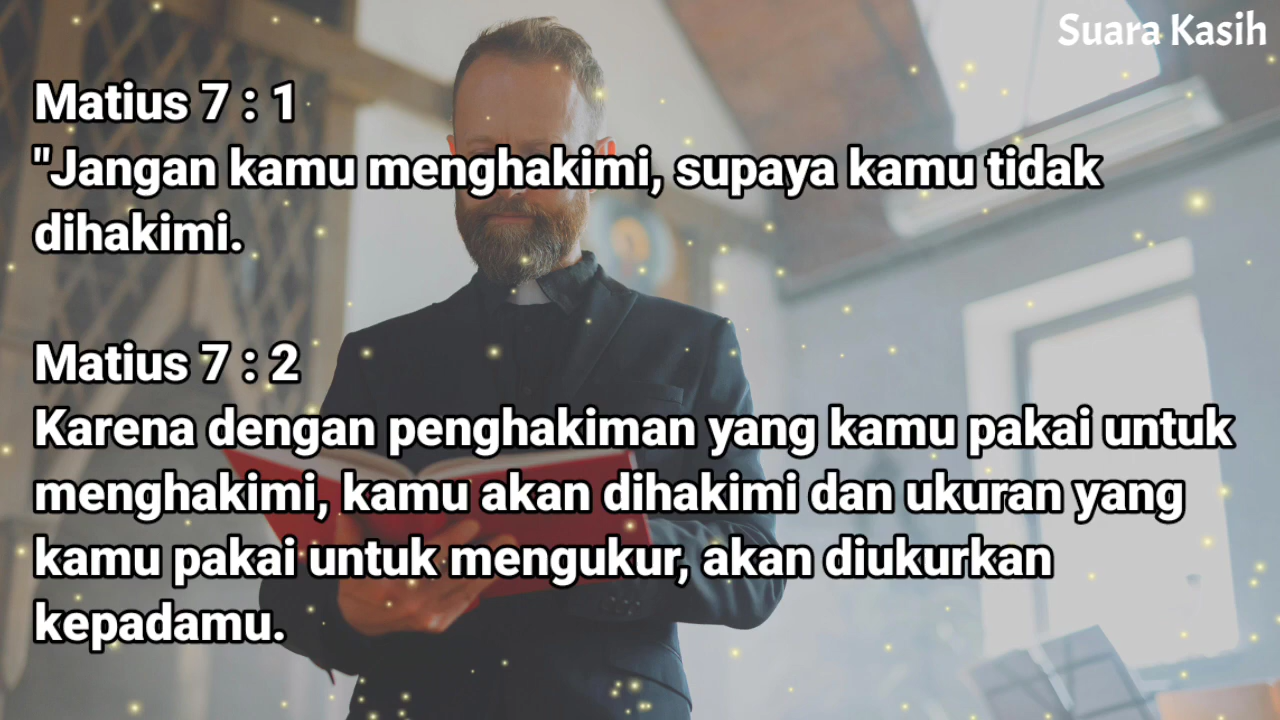 Suara Kasih
Matius 7 : 1
"Jangan kamu menghakimi, supaya kamu tidak
dihakimi.
Matius 7 : 2
Karena dengan penghakiman yang kamu pakai untuk
menghakimi, kamu akan dihakimi dan ukuran yang
kamu pakai untuk mengukur, akan diukurkan
kepadamu.